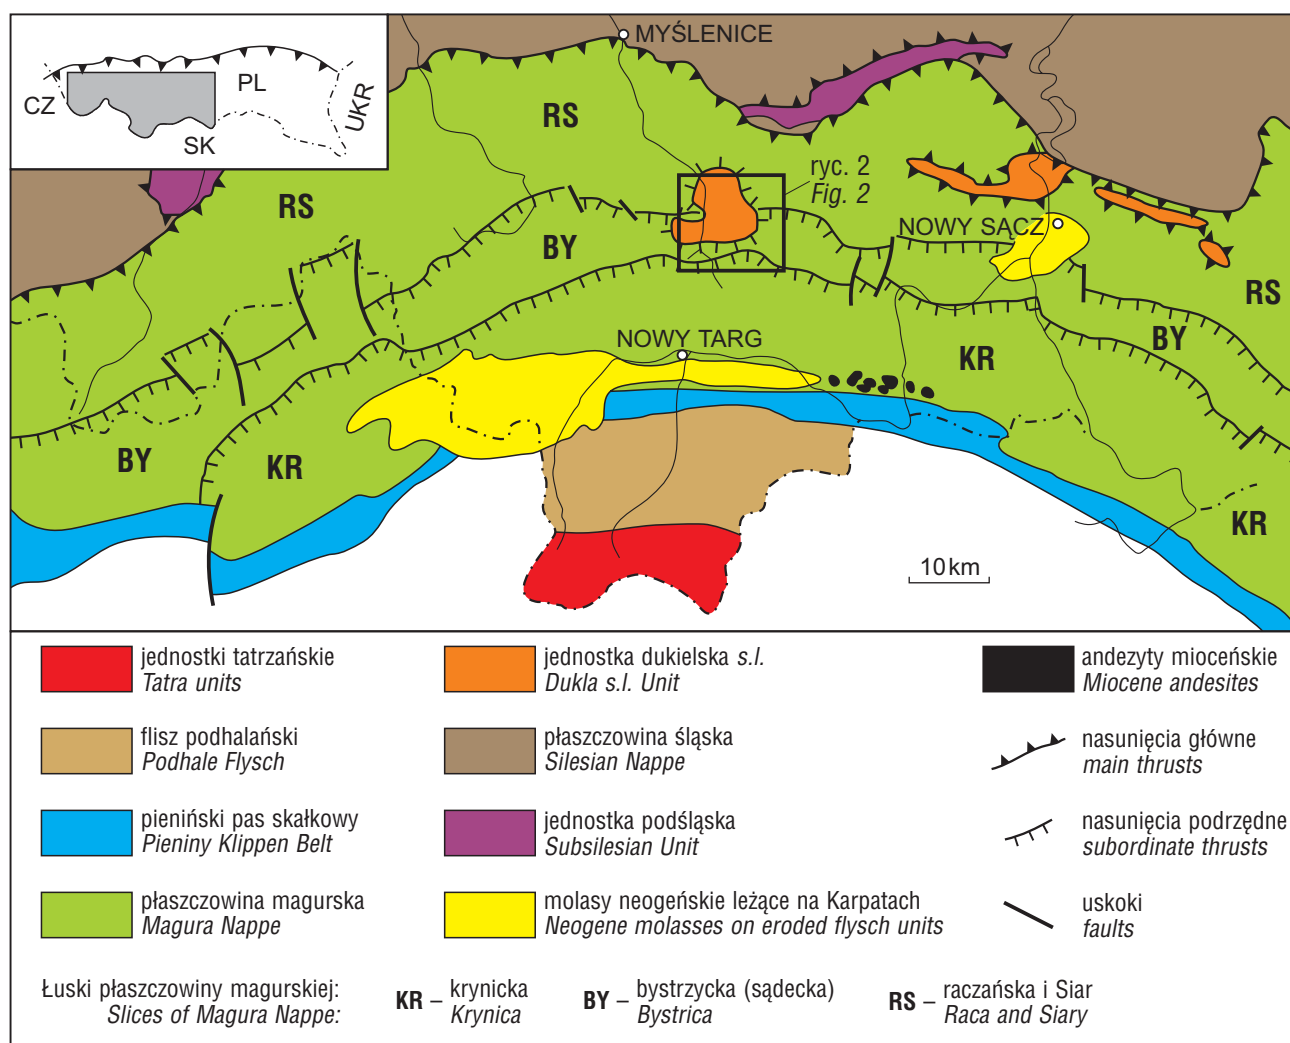 CZ
PL
UKR
SK
MYŚLENICE
RS
ryc. 2
Fig. 2
RS
BY
NOWY SĄCZ
RS
NOWY TARG
KR
BY
BY
KR
KR
10 km
jednostki tatrzańskie
Tatra units
flisz podhalański
Podhale Flysch
pieniński pas skałkowy
Pieniny Klippen Belt
płaszczowina magurska
Magura Nappe
jednostka dukielska s.l.
Dukla s.l. Unit
płaszczowina śląska
Silesian Nappe
jednostka podśląska
Subsilesian Unit
molasy neogeńskie leżące na Karpatach
Neogene molasses on eroded flysch units
andezyty mioceńskie
Miocene andesites
nasunięcia główne
main thrusts
nasunięcia podrzędne
subordinate thrusts
uskoki
faults
Łuski płaszczowiny magurskiej:
Slices of Magura Nappe:
KR – krynicka
Krynica
BY – bystrzycka (sądecka)
Bystrica
RS – raczańska i Siar
Raca and Siary